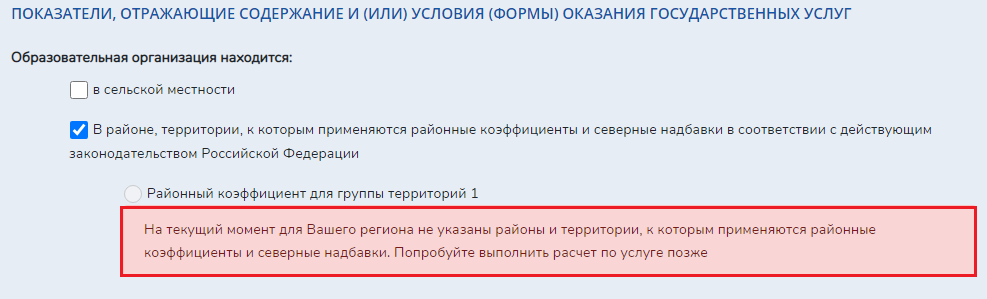 ПОКАЗАТЕЛИ, ОТРАЖАЮЩИЕ СОДЕРЖАНИЕ И (ИЛИ) УСЛОВИЯ (ФОРМЫ) ОКАЗАНИЯ ГОСУДАРСТВЕННЫХ УСЛУГ
Образовательная организация находится:
в сельской местности
В районе, территории, к которым применяются районные коэффициенты и северные надбавки в соответствии с действующим
законодательством Российской Федерации
Районный коэффициент для группы территорий 1
На текущий момент для Вашего региона не указаны районы и территории, к которым применяются районные
коэффициенты и северные надбавки. Попробуйте выполнить расчет по услуге позже